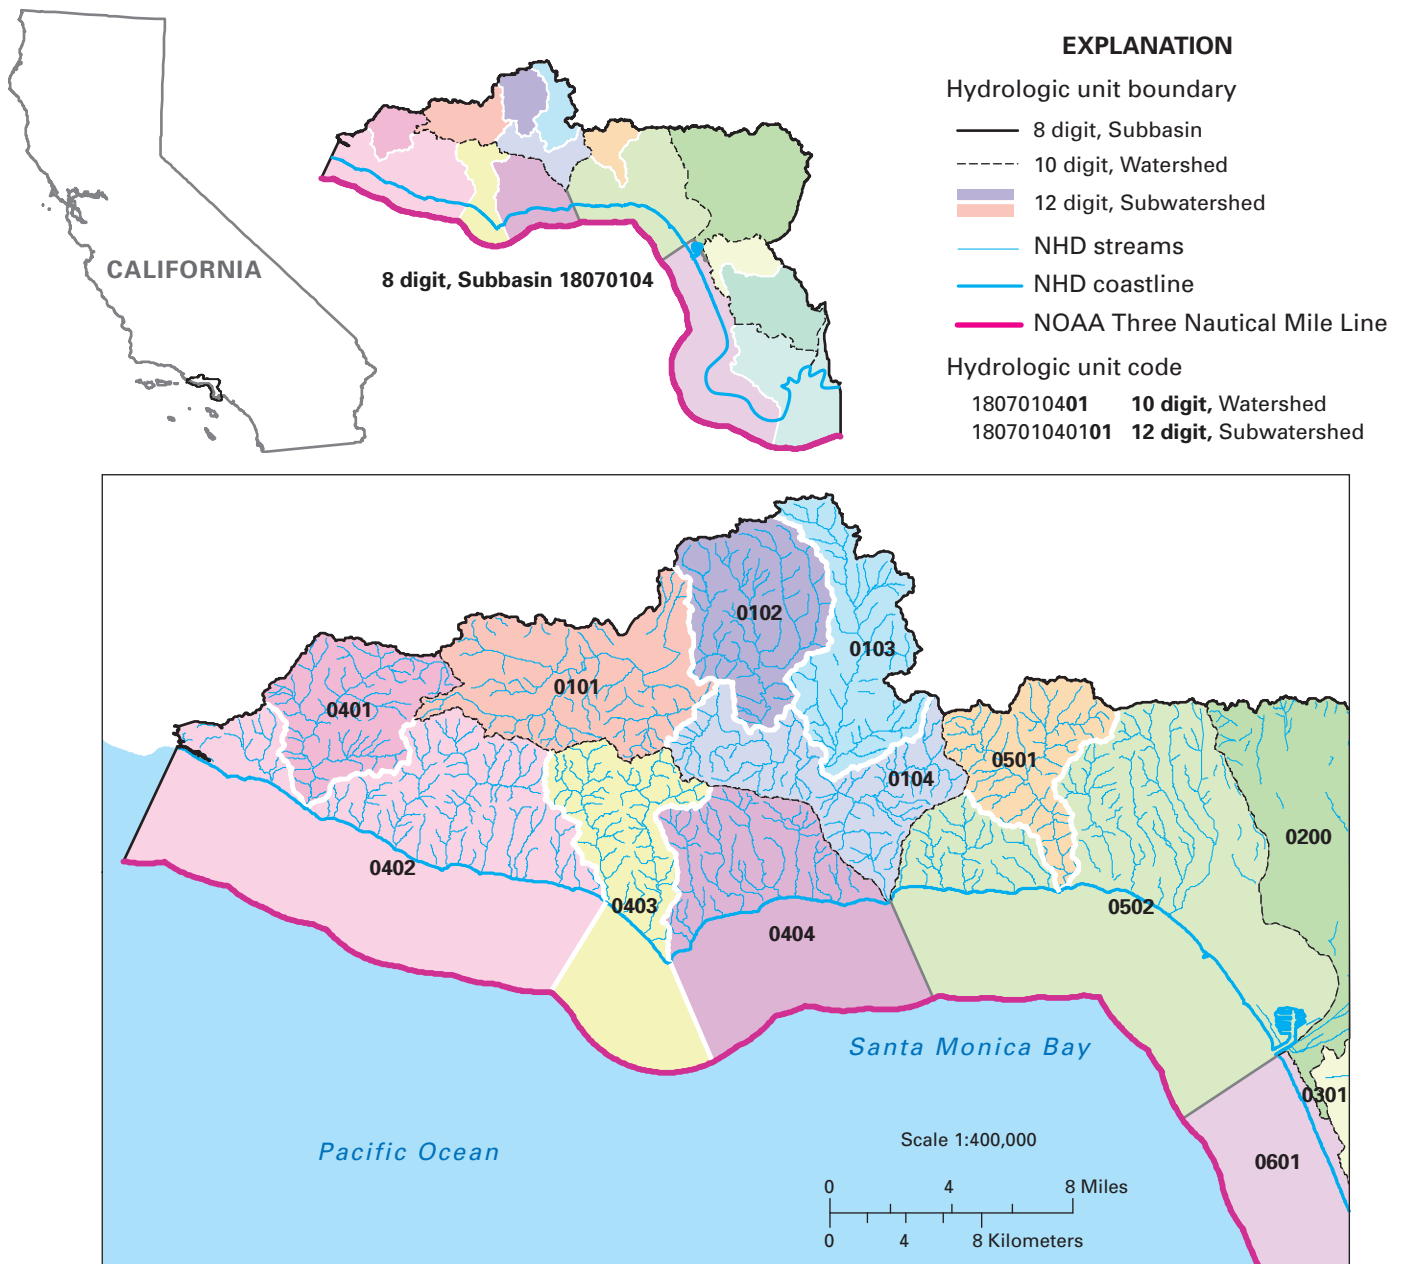 EXPLANATION
Hydrologic unit boundary
8 digit, Subbasin
10 digit, Watershed
12 digit, Subwatershed
NHD streams
NHD coastline
NOAA Three Nautical Mile Line
Hydrologic unit code
1807010401 10 digit, Watershed
180701040101 12 digit, Subwatershed
CALIFORNIA
8 digit, Subbasin 18070104
0102
0103
0101
0401
0501
0104
0200
0402
0403
0502
0404
Santa Monica Bay
0301
Pacific Ocean
0601
Scale 1:400,000
0 4 8 Miles
0 4 8 Kilometers